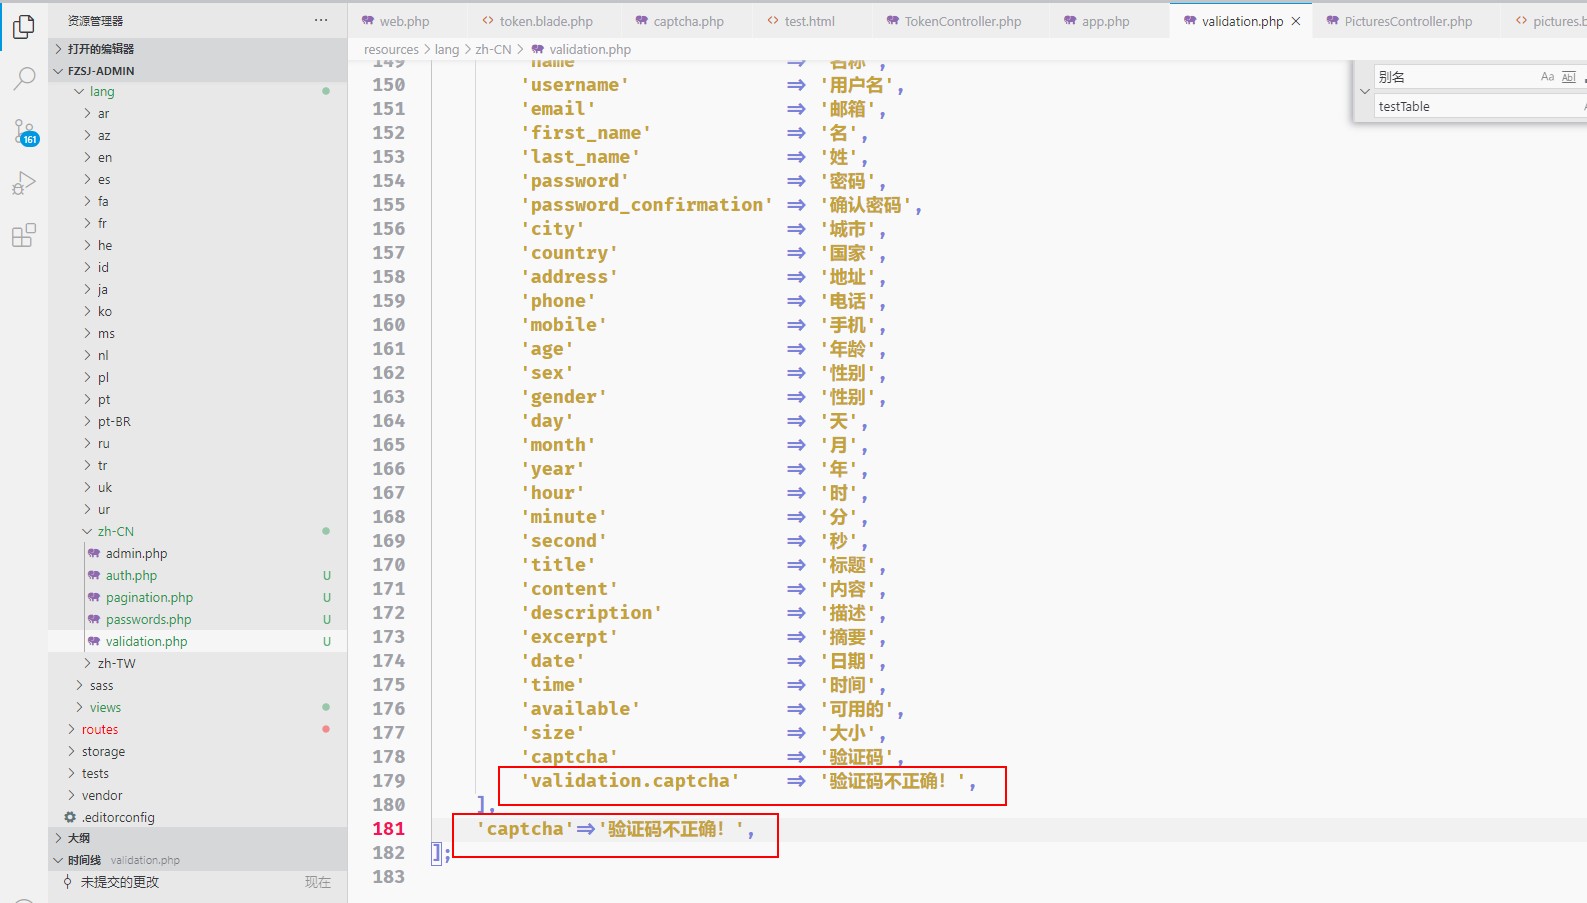 资源管理器 ···
打开的编辑器
FZSJ-ADMIN
lang
ar
az
en
es
fa
fr
he
id
ja
ko
ms
nl
pl
pt
pt-BR
ru
tr
uk
ur
zh-CN
admin.php
auth.php U
pagination.php U
passwords.php U
validation.php U
zh-TW
sass
views
routes
storage
tests
vendor
.editorconfig
大纲
时间线 validation.php
未提交的更改 现在
161
web.php <> token.blade.php captcha.php <> test.html TokenController.php app.php validation.php × PicturesController.php <> pictures.b
resources > lang > zh-CN > validation.php
别名 Aa Abl
testTable
149 'name' => '名称',
150 'username' => '用户名',
151 'email' => '邮箱',
152 'first_name' => '名',
153 'last_name' => '姓',
154 'password' => '密码',
155 'password_confirmation' => '确认密码',
156 'city' => '城市',
157 'country' => '国家',
158 'address' => '地址',
159 'phone' => '电话',
160 'mobile' => '手机',
161 'age' => '年龄',
162 'sex' => '性别',
163 'gender' => '性别',
164 'day' => '天',
165 'month' => '月',
166 'year' => '年',
167 'hour' => '时',
168 'minute' => '分',
169 'second' => '秒',
170 'title' => '标题',
171 'content' => '内容',
172 'description' => '描述',
173 'excerpt' => '摘要',
174 'date' => '日期',
175 'time' => '时间',
176 'available' => '可用的',
177 'size' => '大小',
178 'captcha' => '验证码',
179 'validation.captcha' => '验证码不正确！',
180 ],
181 'captcha'=>'验证码不正确！',
182 ];
183